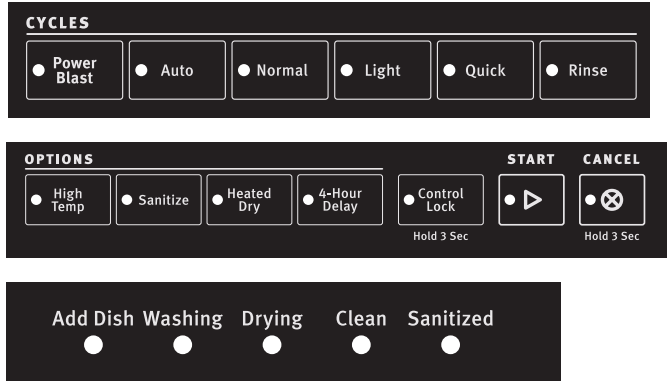 CYCLES
Power Blast
Auto
Normal
Light
Quick
Rinse
OPTIONS
START
CANCEL
High Temp
Sanitize
Heated Dry
4-Hour Delay
Control Lock
Hold 3 Sec
Hold 3 Sec
Add Dish Washing Drying Clean Sanitized